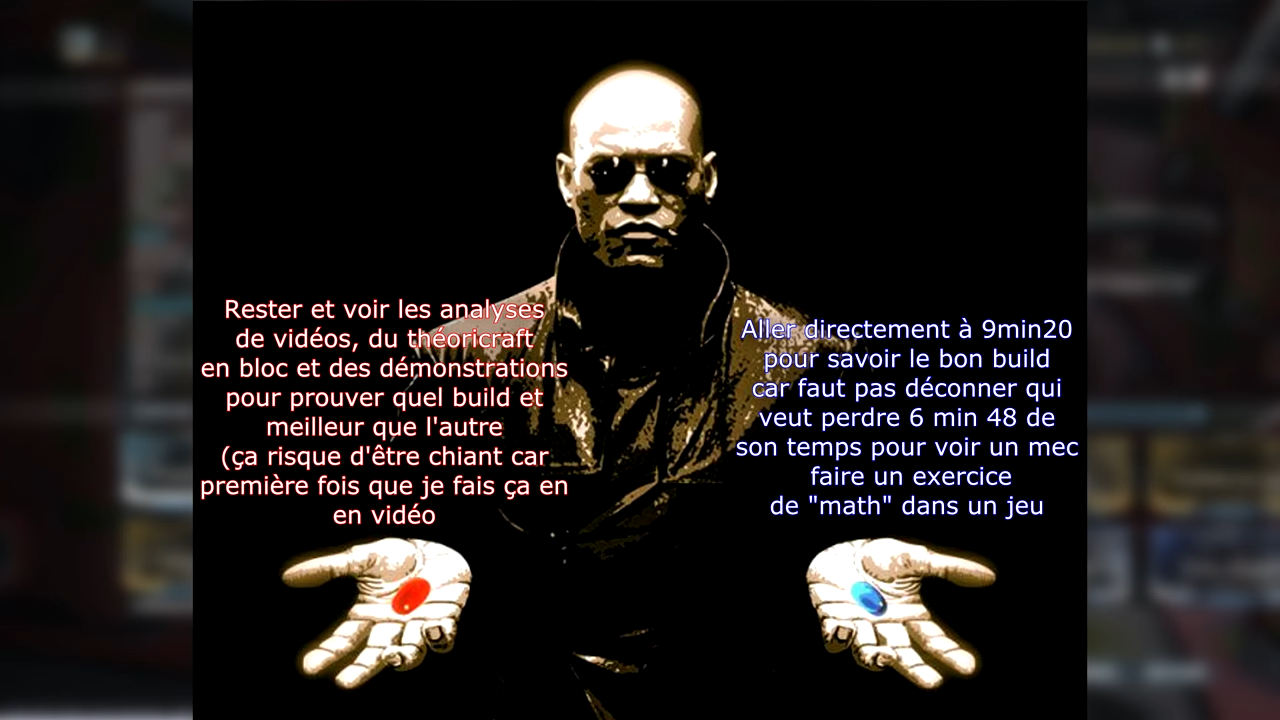 Rester et voir les analyses
de vidéos, du théoricraft
en bloc et des démonstrations
pour prouver quel build et
meilleur que l'autre
(ça risque d'être chiant car
première fois que je fais ça en
en vidéo
Aller directement à 9min20
pour savoir le bon build
car faut pas déconner qui
veut perdre 6 min 48 de
son temps pour voir un mec
faire un exercice
de "math" dans un jeu